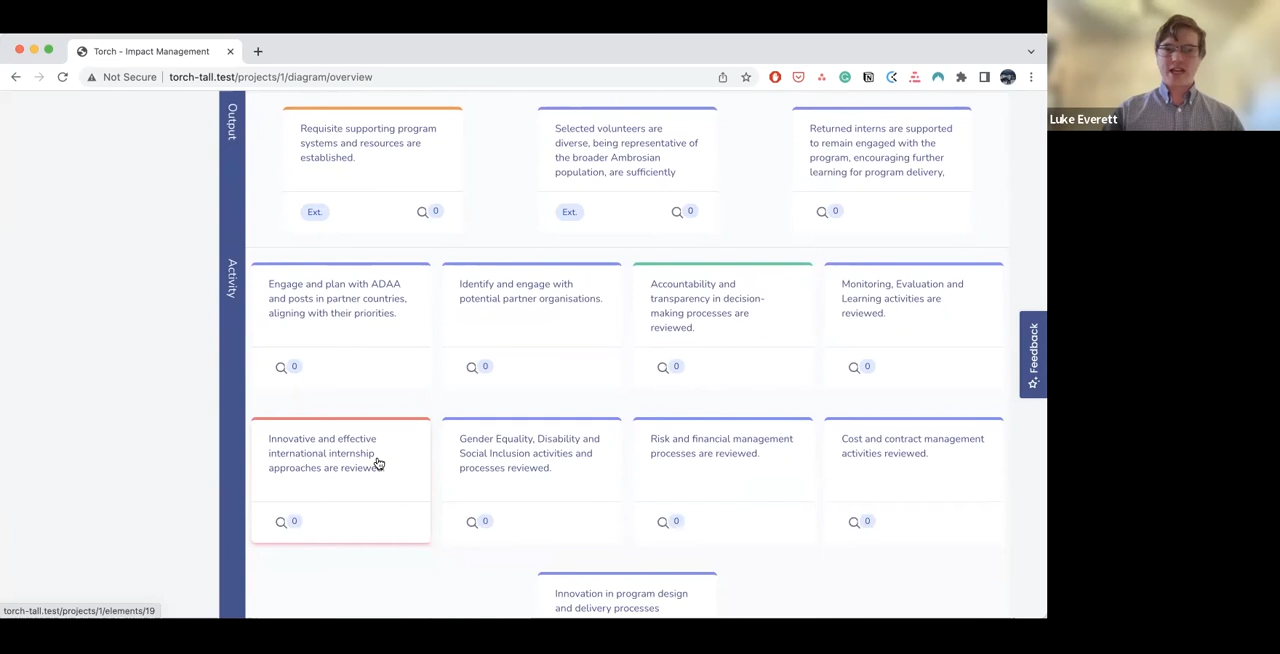 Torch - Impact Management
Not Secure
torch-tall.test/projects/1/diagram/overview
Luke Everett
Output
Requisite supporting program
systems and resources are
established.
Ext.
0
Selected volunteers are
diverse, being representative of
the broader Ambrosian
population, are sufficiently
Ext.
0
Returned interns are supported
to remain engaged with the
program, encouraging further
learning for program delivery,
0
Activity
Engage and plan with ADAA
and posts in partner countries,
aligning with their priorities.
0
Identify and engage with
potential partner organisations.
0
Accountability and
transparency in decision-
making processes are
reviewed.
0
Monitoring, Evaluation and
Learning activities are
reviewed.
0
Feedback
Innovative and effective
international internship
approaches are reviewed.
0
Gender Equality, Disability and
Social Inclusion activities and
processes reviewed.
0
Risk and financial management
processes are reviewed.
0
Cost and contract management
activities reviewed.
0
Innovation in program design
and delivery processes
torch-tall.test/projects/1/elements/19